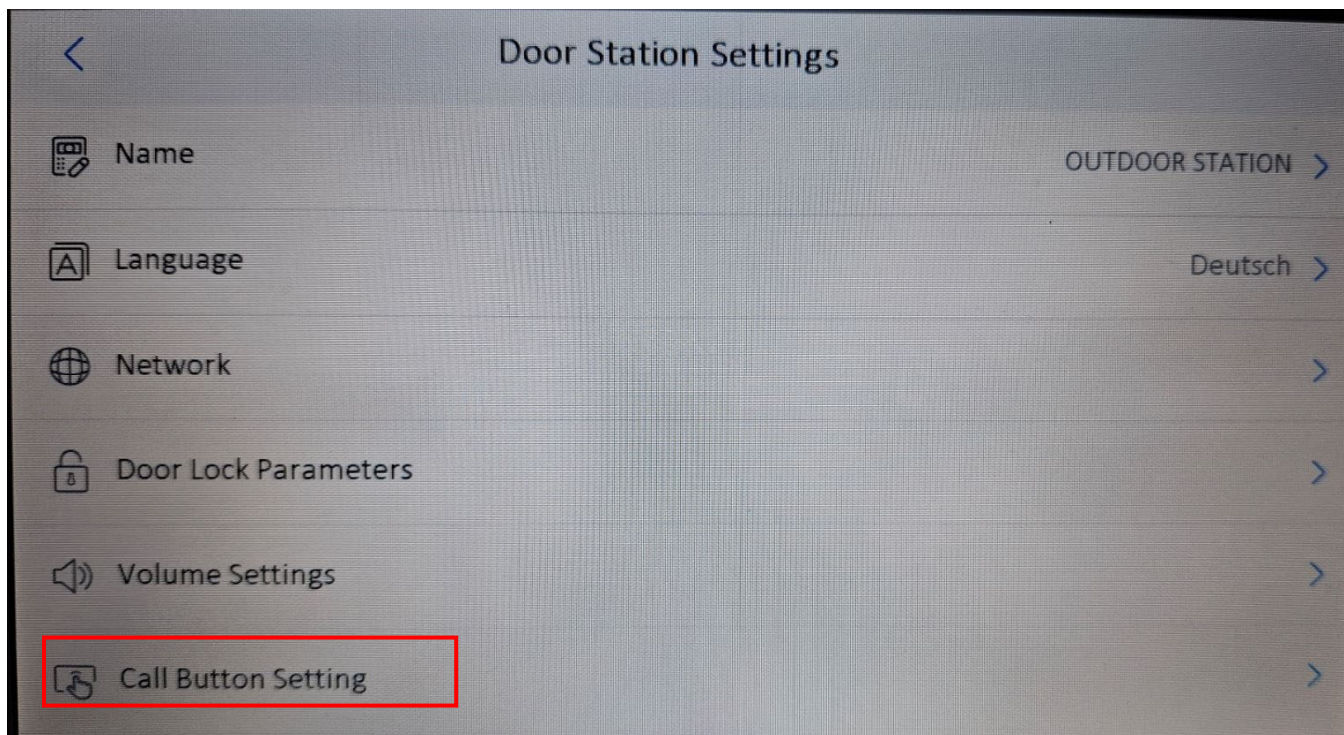 Door Station Settings
Name
OUTDOOR STATION
Language
Deutsch
Network
Door Lock Parameters
Volume Settings
Call Button Setting